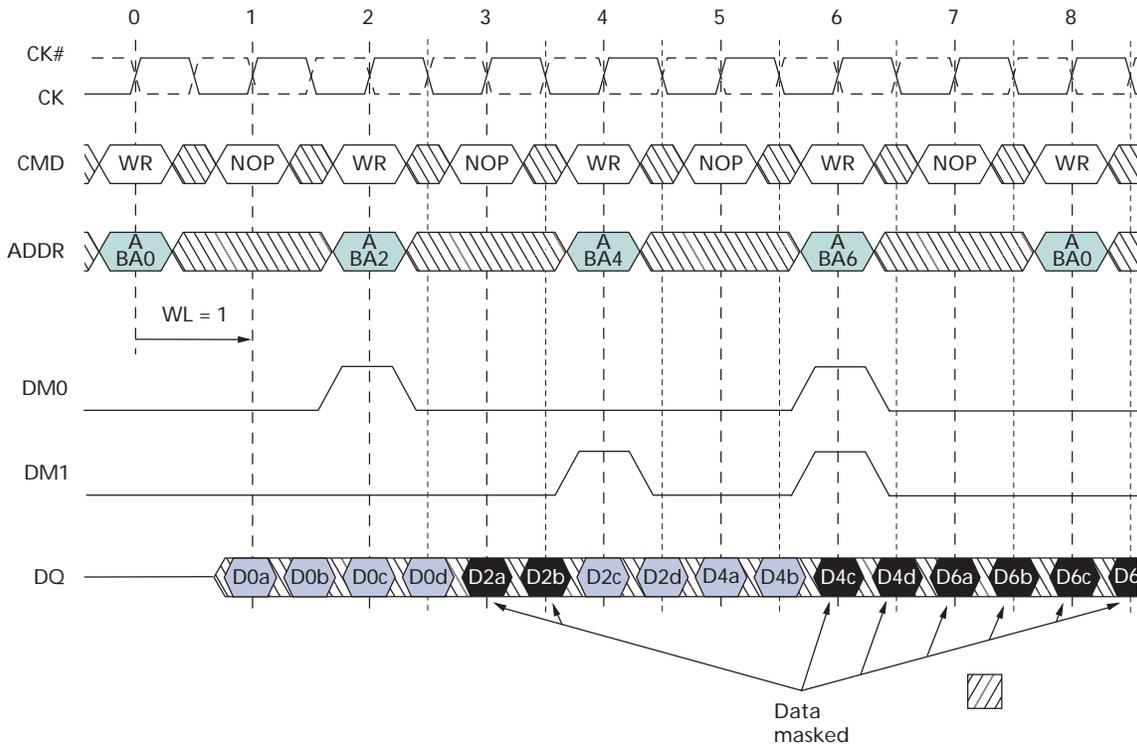 0 1 2 3 4 5 6 7 8
CK#
CK
CMD WR NOP WR NOP WR NOP WR NOP WR
ADDR A BA0 A BA2 A BA4 A BA6 A BA0
WL = 1
DM0
DM1
DQ D0a D0b D0c D0d D2a D2b D2c D2d D4a D4b D4c D4d D6a D6b D6c D6
Data
masked